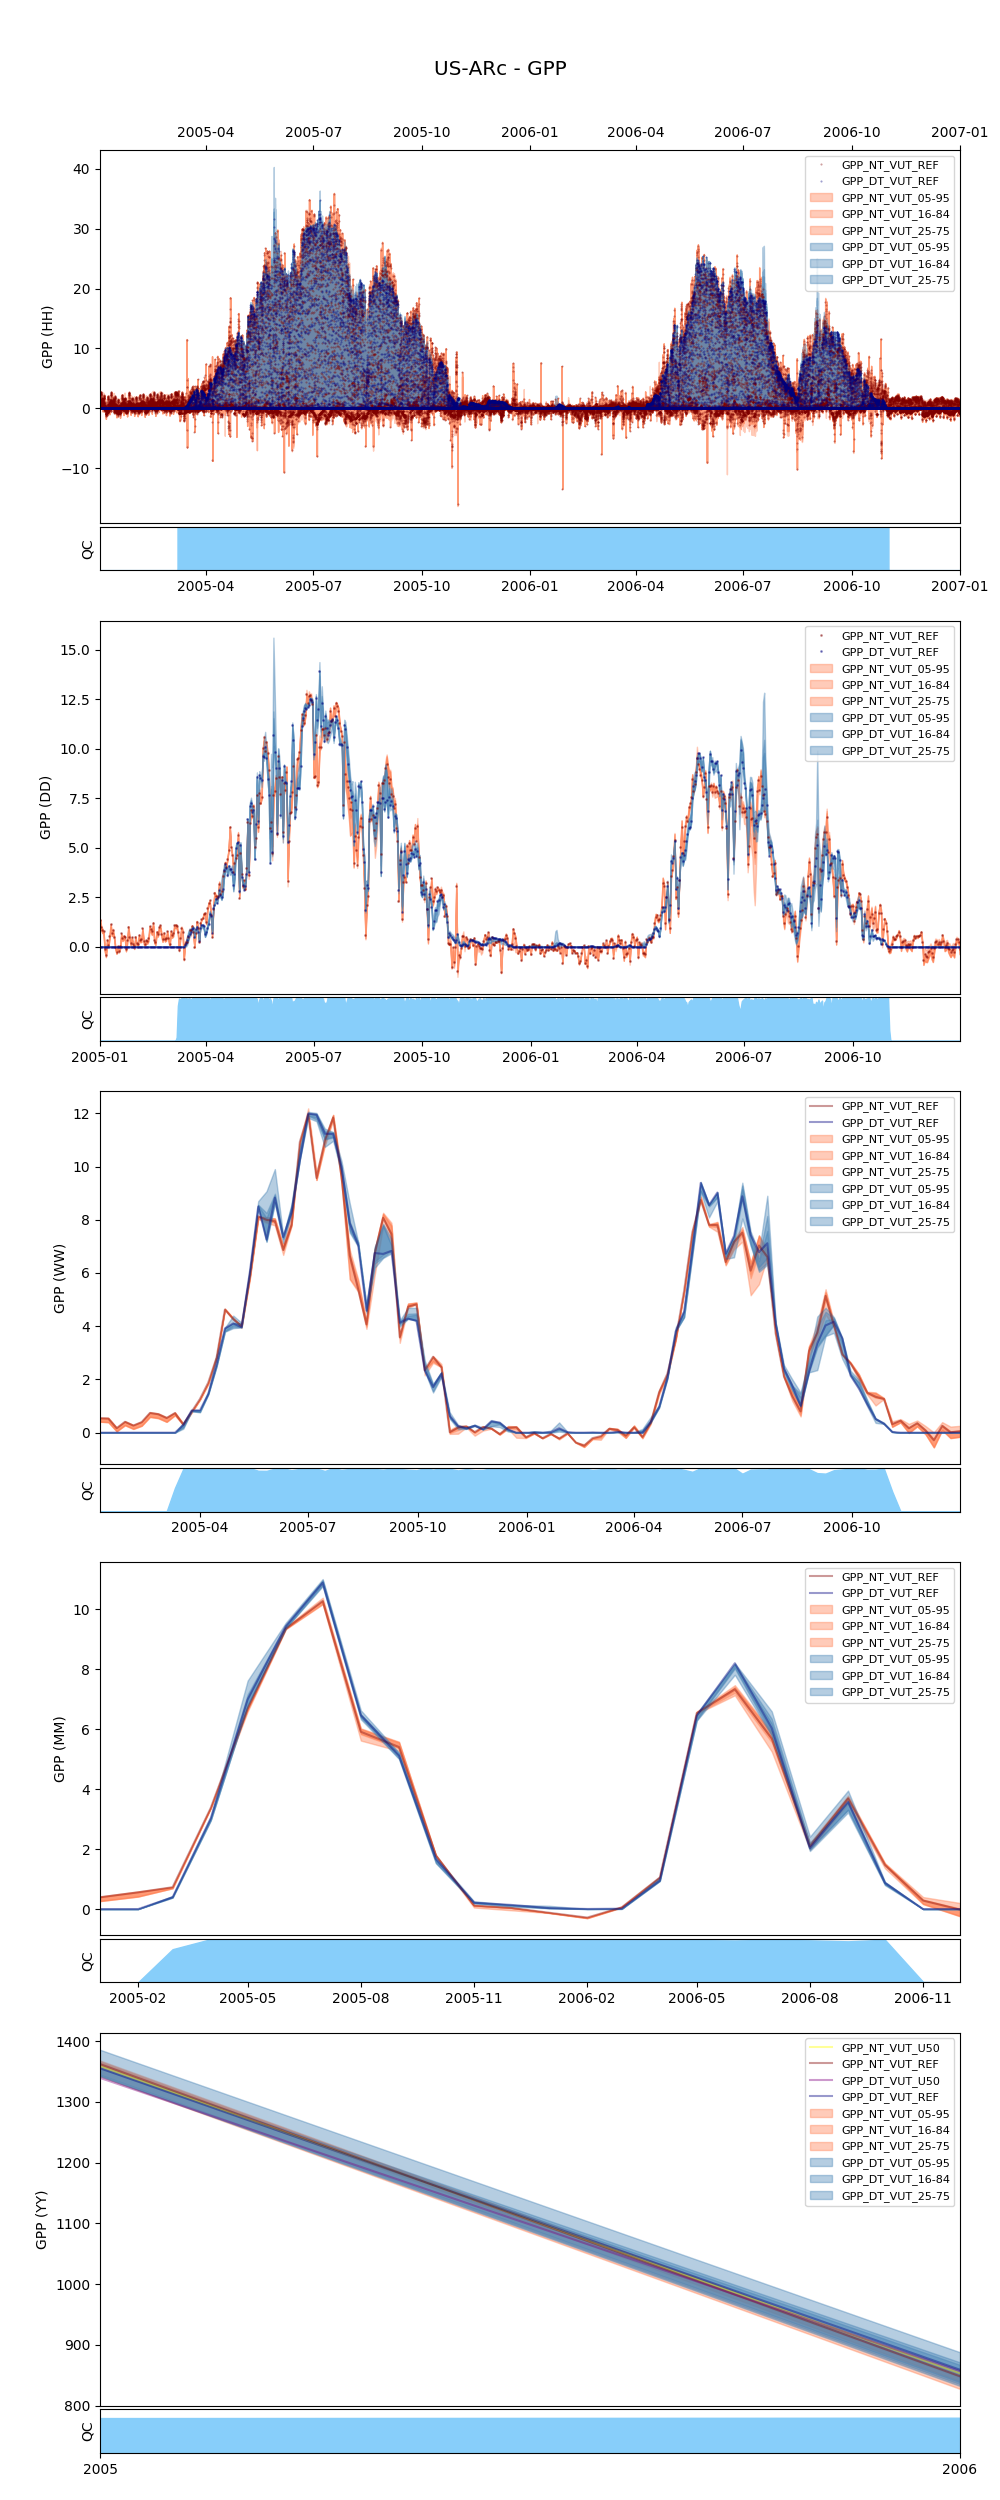 US-ARc - GPP
2005-04 2005-07 2005-10 2006-01 2006-04 2006-07 2006-10 2007-01
GPP (HH)
40
30
20
10
0
−10
GPP_NT_VUT_REF
GPP_DT_VUT_REF
GPP_NT_VUT_05-95
GPP_NT_VUT_16-84
GPP_NT_VUT_25-75
GPP_DT_VUT_05-95
GPP_DT_VUT_16-84
GPP_DT_VUT_25-75
QC
2005-04 2005-07 2005-10 2006-01 2006-04 2006-07 2006-10 2007-01
GPP (DD)
15.0
12.5
10.0
7.5
5.0
2.5
0.0
GPP_NT_VUT_REF
GPP_DT_VUT_REF
GPP_NT_VUT_05-95
GPP_NT_VUT_16-84
GPP_NT_VUT_25-75
GPP_DT_VUT_05-95
GPP_DT_VUT_16-84
GPP_DT_VUT_25-75
QC
2005-01 2005-04 2005-07 2005-10 2006-01 2006-04 2006-07 2006-10
GPP (WW)
12
10
8
6
4
2
0
GPP_NT_VUT_REF
GPP_DT_VUT_REF
GPP_NT_VUT_05-95
GPP_NT_VUT_16-84
GPP_NT_VUT_25-75
GPP_DT_VUT_05-95
GPP_DT_VUT_16-84
GPP_DT_VUT_25-75
QC
2005-04 2005-07 2005-10 2006-01 2006-04 2006-07 2006-10
GPP (MM)
10
8
6
4
2
0
GPP_NT_VUT_REF
GPP_DT_VUT_REF
GPP_NT_VUT_05-95
GPP_NT_VUT_16-84
GPP_NT_VUT_25-75
GPP_DT_VUT_05-95
GPP_DT_VUT_16-84
GPP_DT_VUT_25-75
QC
2005-02 2005-05 2005-08 2005-11 2006-02 2006-05 2006-08 2006-11
GPP (YY)
1400
1300
1200
1100
1000
900
800
GPP_NT_VUT_U50
GPP_NT_VUT_REF
GPP_DT_VUT_U50
GPP_DT_VUT_REF
GPP_NT_VUT_05-95
GPP_NT_VUT_16-84
GPP_NT_VUT_25-75
GPP_DT_VUT_05-95
GPP_DT_VUT_16-84
GPP_DT_VUT_25-75
QC
2005 2006